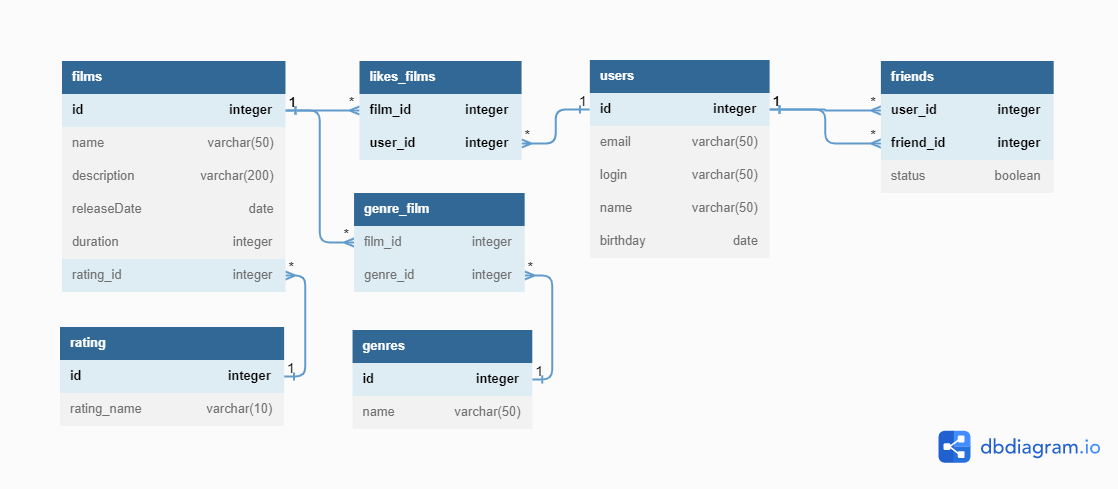 films
id integer
name varchar(50)
description varchar(200)
releaseDate date
duration integer
rating_id integer
1
*
likes_films
film_id integer
user_id integer
*
*
1
genre_film
film_id integer
genre_id integer
*
*
users
id integer
email varchar(50)
login varchar(50)
name varchar(50)
birthday date
1
*
*
friends
user_id integer
friend_id integer
status boolean
rating
id integer
rating_name varchar(10)
1
genres
id integer
name varchar(50)
1
dbdiagram.io